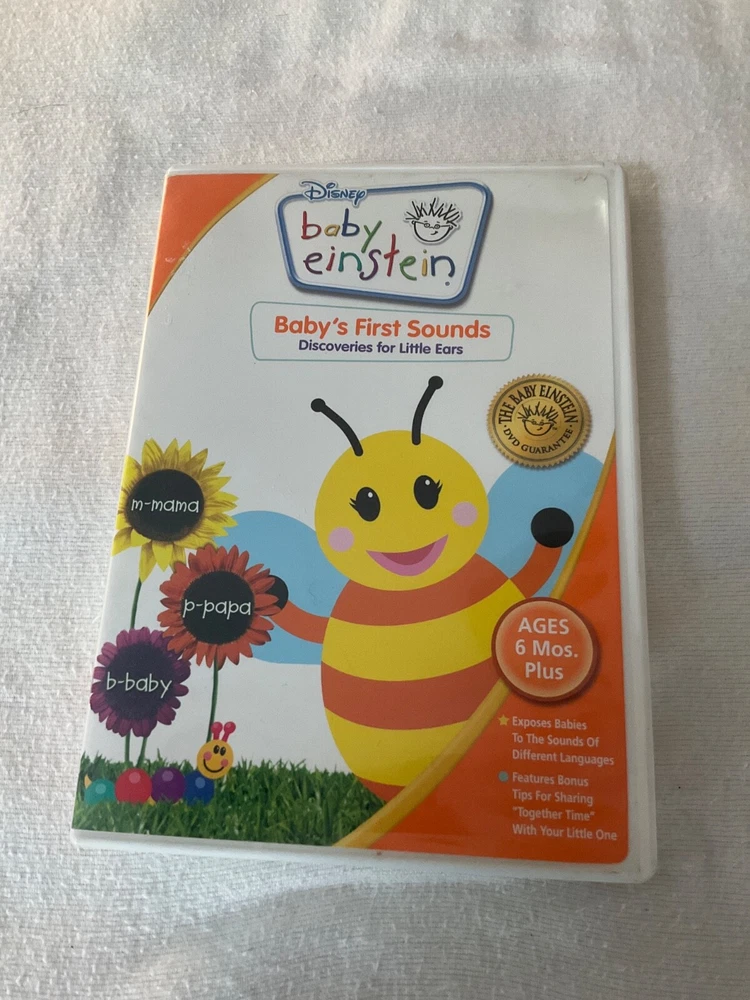 Disney
baby
einstein
Baby's First Sounds
Discoveries for Little Ears
THE BABY EINSTEIN
DVD GUARANTEE
m-mama
p-papa
b-baby
AGES
6 Mos.
Plus
Exposes Babies
To The Sounds Of
Different Languages
Features Bonus
Tips For Sharing
"Together Time"
With Your Little One